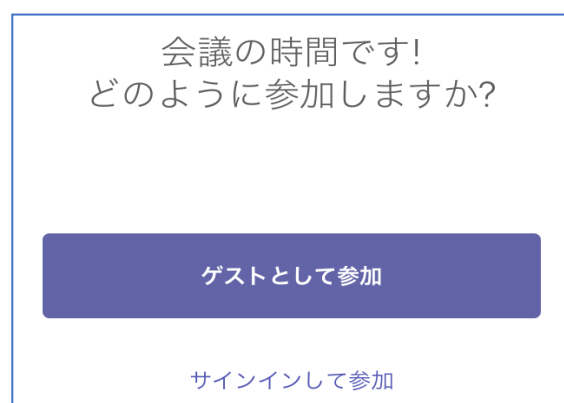 会議の時間です!
どのように参加しますか?
ゲストとして参加
サインインして参加